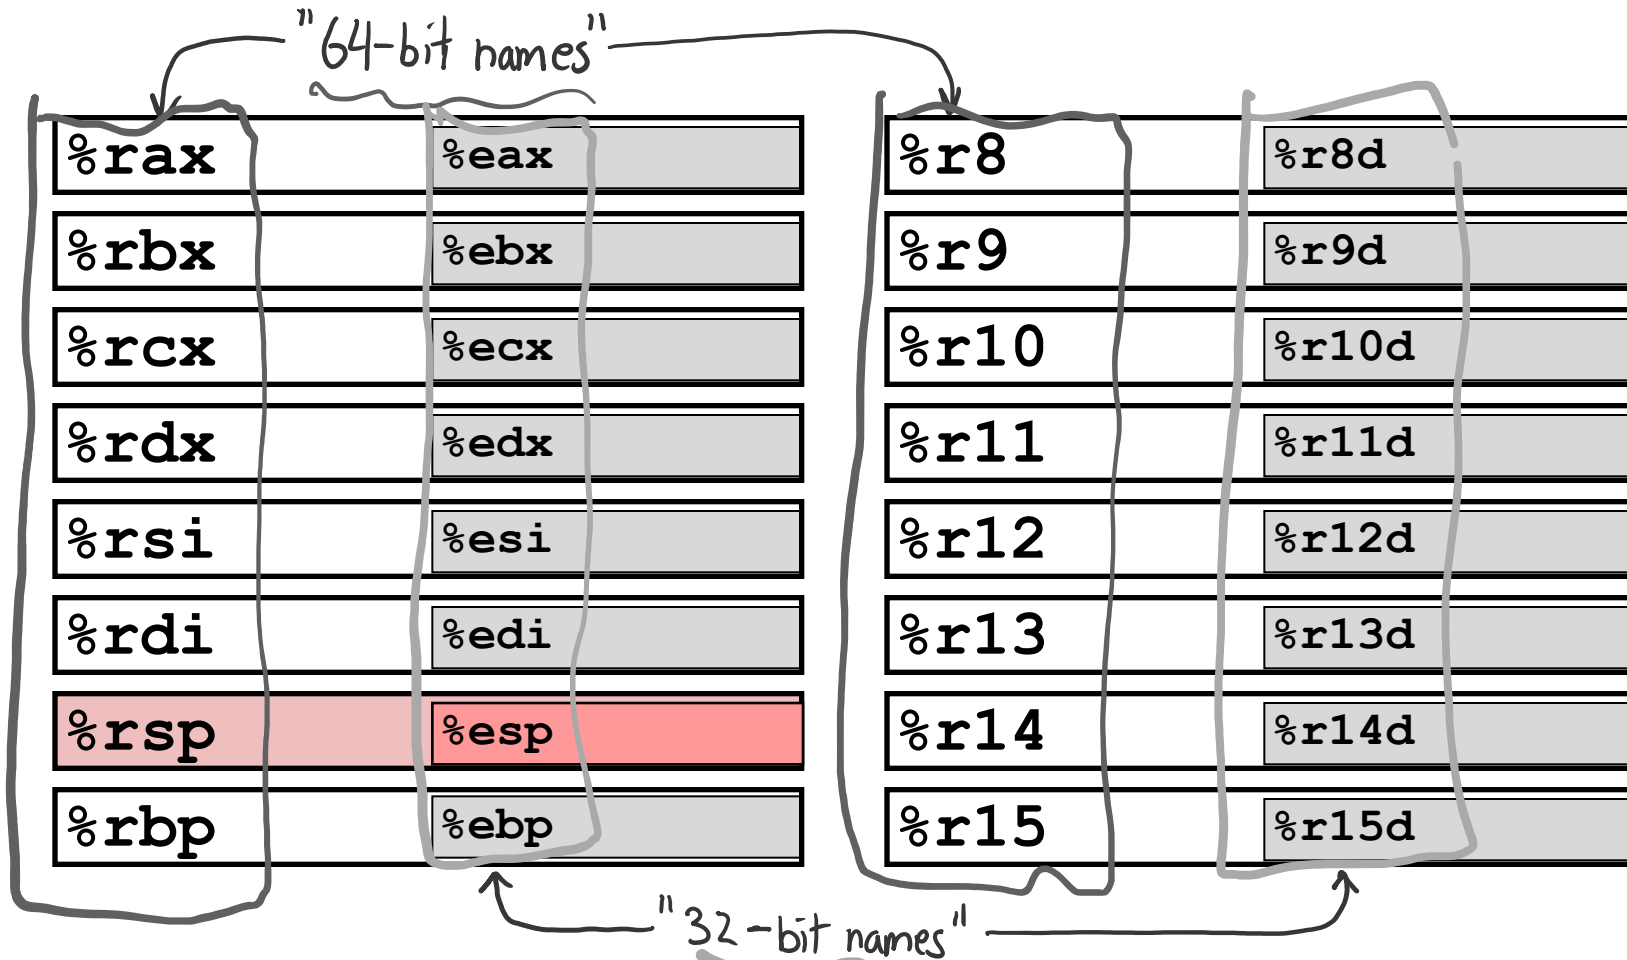 "64-bit names"
%rax %eax %r8 %r8d
%rbx %ebx %r9 %r9d
%rcx %ecx %r10 %r10d
%rdx %edx %r11 %r11d
%rsi %esi %r12 %r12d
%rdi %edi %r13 %r13d
%rsp %esp %r14 %r14d
%rbp %ebp %r15 %r15d
"32-bit names"